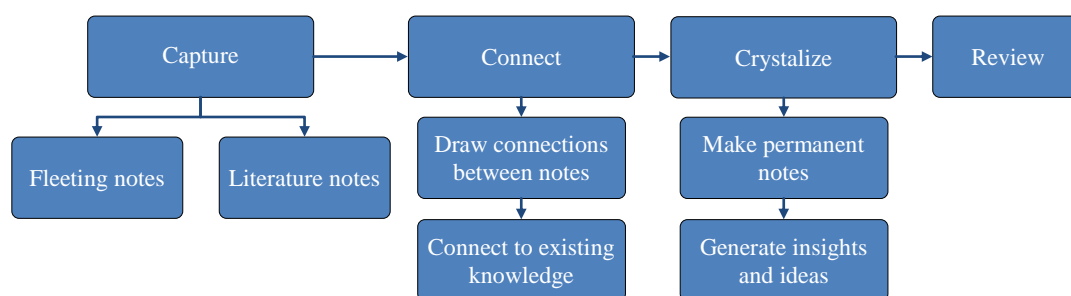 Capture
Connect
Crystalize
Review
Fleeting notes
Literature notes
Draw connections
between notes
Make permanent
notes
Connect to existing
knowledge
Generate insights
and ideas